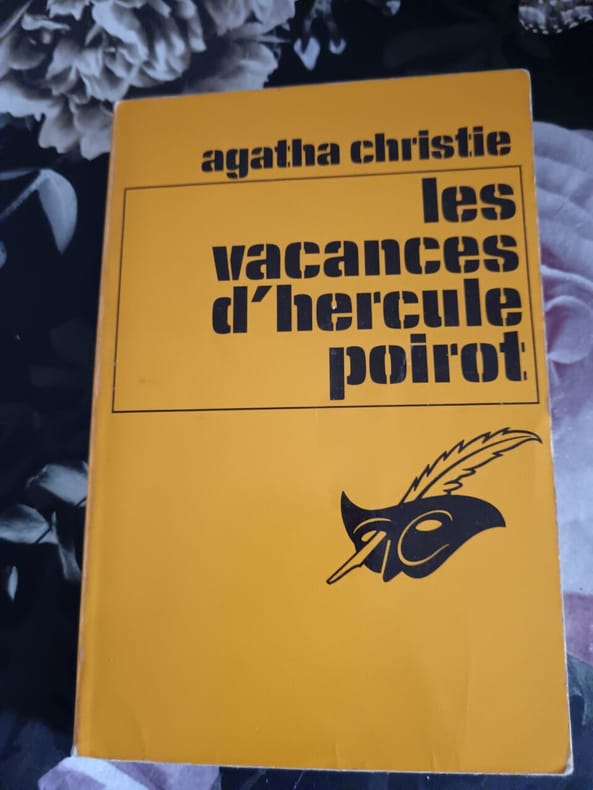 agatha christie
les
vacances
d'hercule
poirot